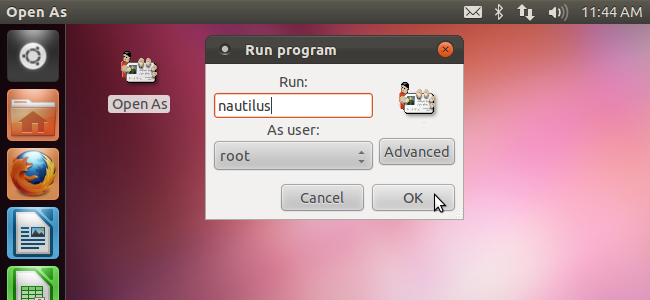 Open As
11:44 AM
Open As
Run program
Run:
nautilus
As user:
root
Advanced
Cancel
OK